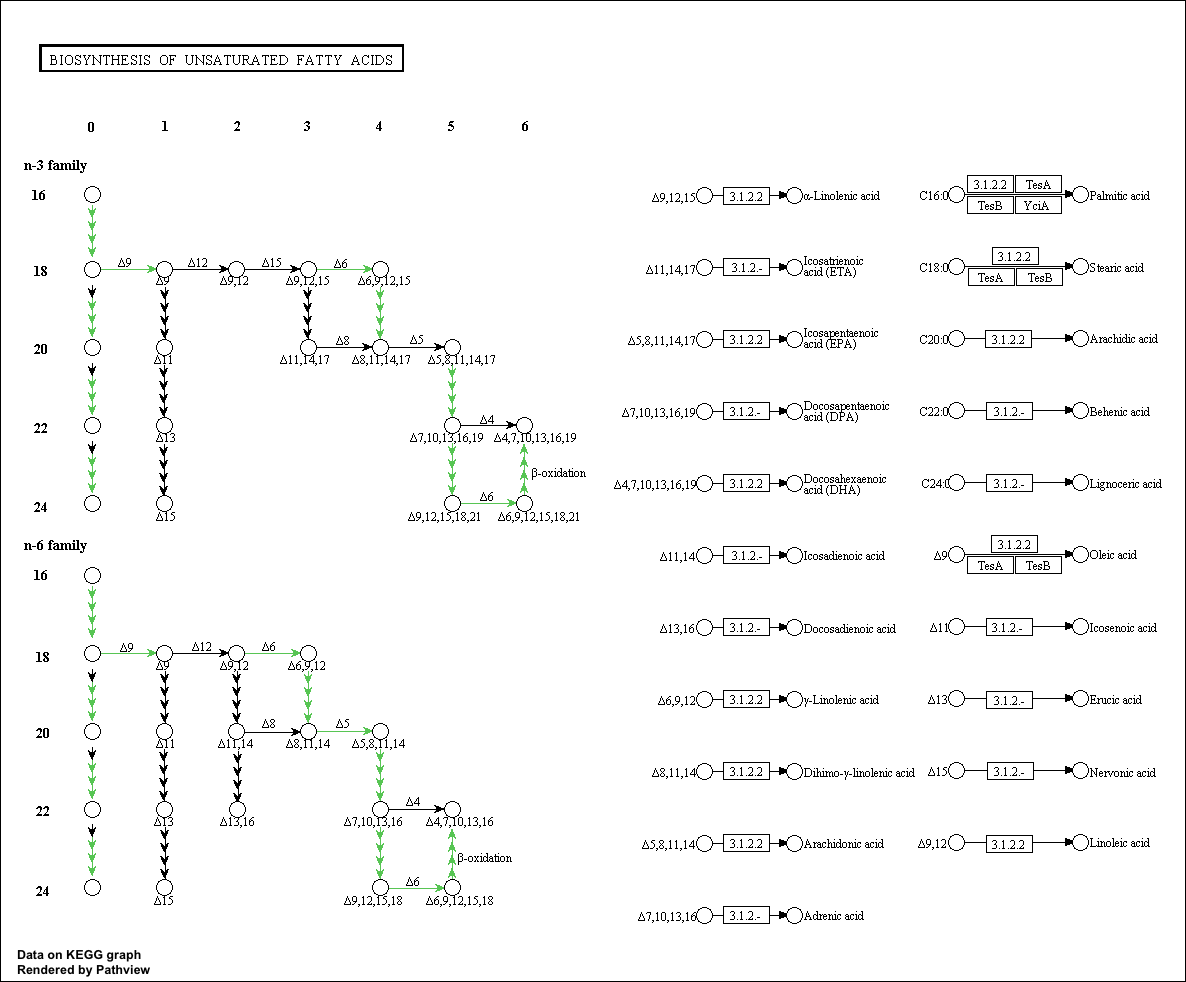 BIOSYNTHESIS OF UNSATURATED FATTY ACIDS
0 1 2 3 4 5 6
n-3 family
16
18
Δ9 Δ12 Δ15 Δ6
Δ9 Δ9,12 Δ9,12,15 Δ6,9,12,15
20
Δ8 Δ5
Δ11 Δ11,14,17 Δ8,11,14,17 Δ5,8,11,14,17
22
Δ4
Δ13 Δ7,10,13,16,19 Δ4,7,10,13,16,19
β-oxidation
24
Δ6
Δ15 Δ9,12,15,18,21 Δ6,9,12,15,18,21
n-6 family
16
18
Δ9 Δ12 Δ6
Δ9 Δ9,12 Δ6,9,12
20
Δ8 Δ5
Δ11 Δ11,14 Δ8,11,14 Δ5,8,11,14
22
Δ4
Δ13 Δ13,16 Δ7,10,13,16 Δ4,7,10,13,16
β-oxidation
24
Δ6
Δ15 Δ9,12,15,18 Δ6,9,12,15,18
Δ9,12,15 3.1.2.2 α-Linolenic acid
Δ11,14,17 3.1.2.- Icosatrienoic
acid (ETA)
Δ5,8,11,14,17 3.1.2.2 Icosapentaenoic
acid (EPA)
Δ7,10,13,16,19 3.1.2.- Docosapentaenoic
acid (DPA)
Δ4,7,10,13,16,19 3.1.2.2 Docosahexaenoic
acid (DHA)
Δ11,14 3.1.2.- Icosadienoic acid
Δ13,16 3.1.2.- Docosadienoic acid
Δ6,9,12 3.1.2.2 γ-Linolenic acid
Δ8,11,14 3.1.2.2 Dihimo-γ-linolenic acid
Δ5,8,11,14 3.1.2.2 Arachidonic acid
Δ7,10,13,16 3.1.2.- Adrenic acid
3.1.2.2 TesA
C16:0 Palmitic acid
TesB YciA
3.1.2.2
C18:0 Stearic acid
TesA TesB
C20:0 3.1.2.2 Arachidic acid
C22:0 3.1.2.- Behenic acid
C24:0 3.1.2.- Lignoceric acid
3.1.2.2
Δ9 Oleic acid
TesA TesB
Δ11 3.1.2.- Icosenoic acid
Δ13 3.1.2.- Erucic acid
Δ15 3.1.2.- Nervonic acid
Δ9,12 3.1.2.2 Linoleic acid
Data on KEGG graph
Rendered by Pathview